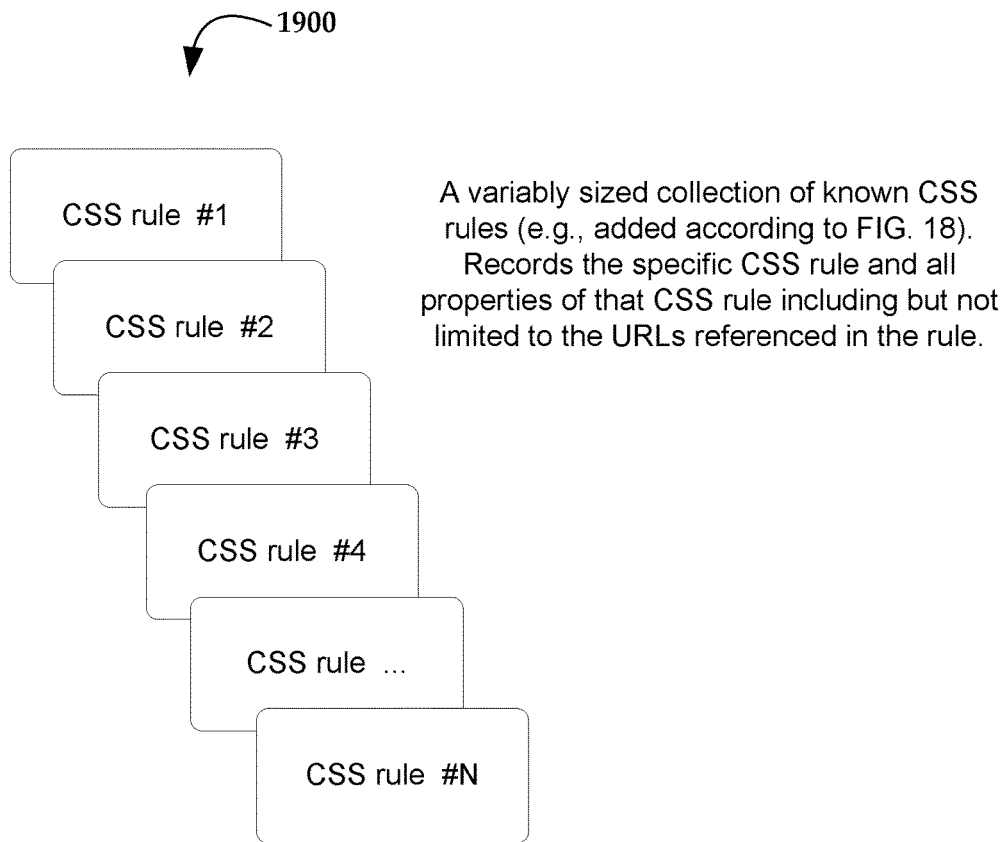 1900
CSS rule #1
A variably sized collection of known CSS
rules (e.g., added according to FIG. 18).
Records the specific CSS rule and all
properties of that CSS rule including but not
limited to the URLs referenced in the rule.
CSS rule #2
CSS rule #3
CSS rule #4
CSS rule ...
CSS rule #N